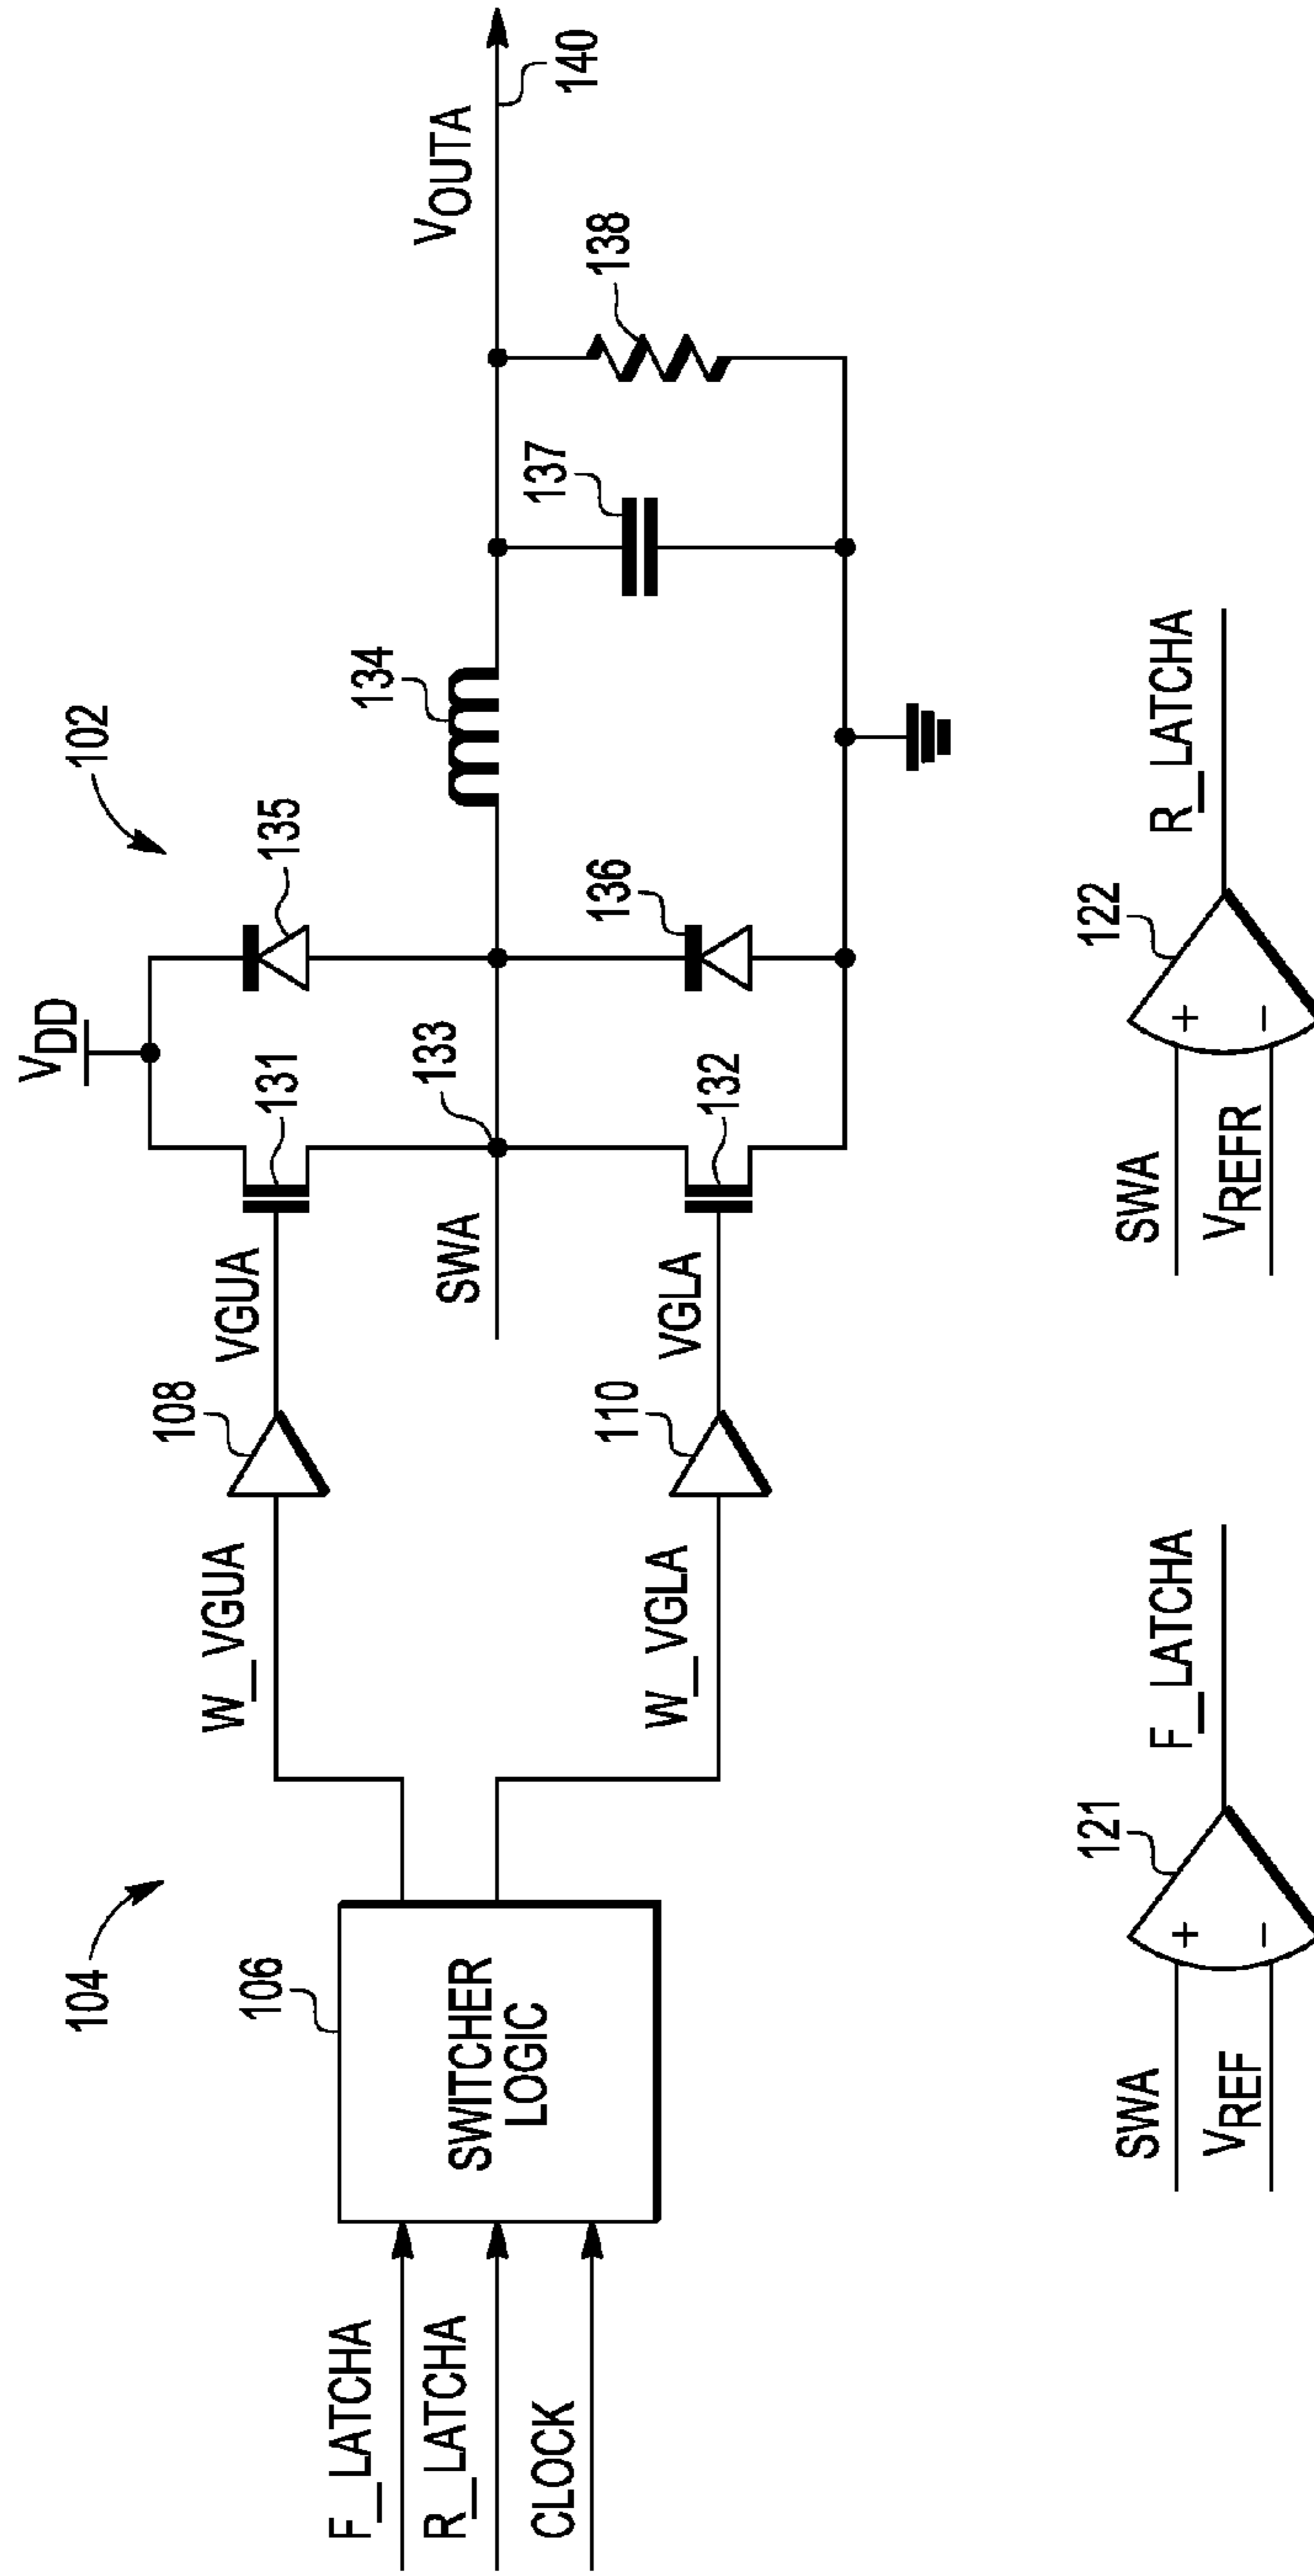 104
102
F_LATCHA
R_LATCHA
CLOCK
106
SWITCHER
LOGIC
W_VGUA
W_VGLA
108
110
VGUA
VGLA
SWA
VDD
131
132
133
135
136
134
137
138
VOUTA
140
SWA
VREF
121
F_LATCHA
SWA
VREFR
122
R_LATCHA
+
−
+
−